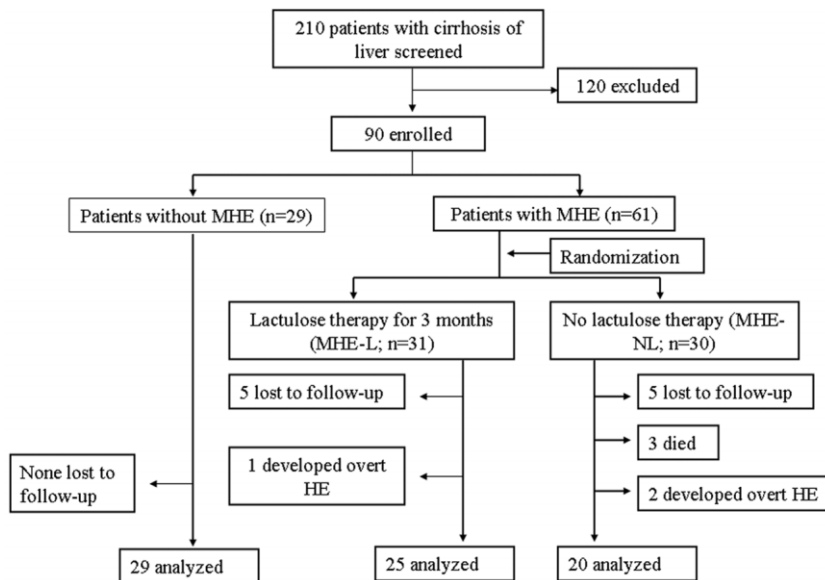 210 patients with cirrhosis of
liver screened
120 excluded
90 enrolled
Patients without MHE (n=29)
Patients with MHE (n=61)
Randomization
Lactulose therapy for 3 months
(MHE-L; n=31)
No lactulose therapy (MHE-
NL; n=30)
5 lost to follow-up
5 lost to follow-up
3 died
None lost to
follow-up
1 developed overt
HE
2 developed overt HE
29 analyzed
25 analyzed
20 analyzed